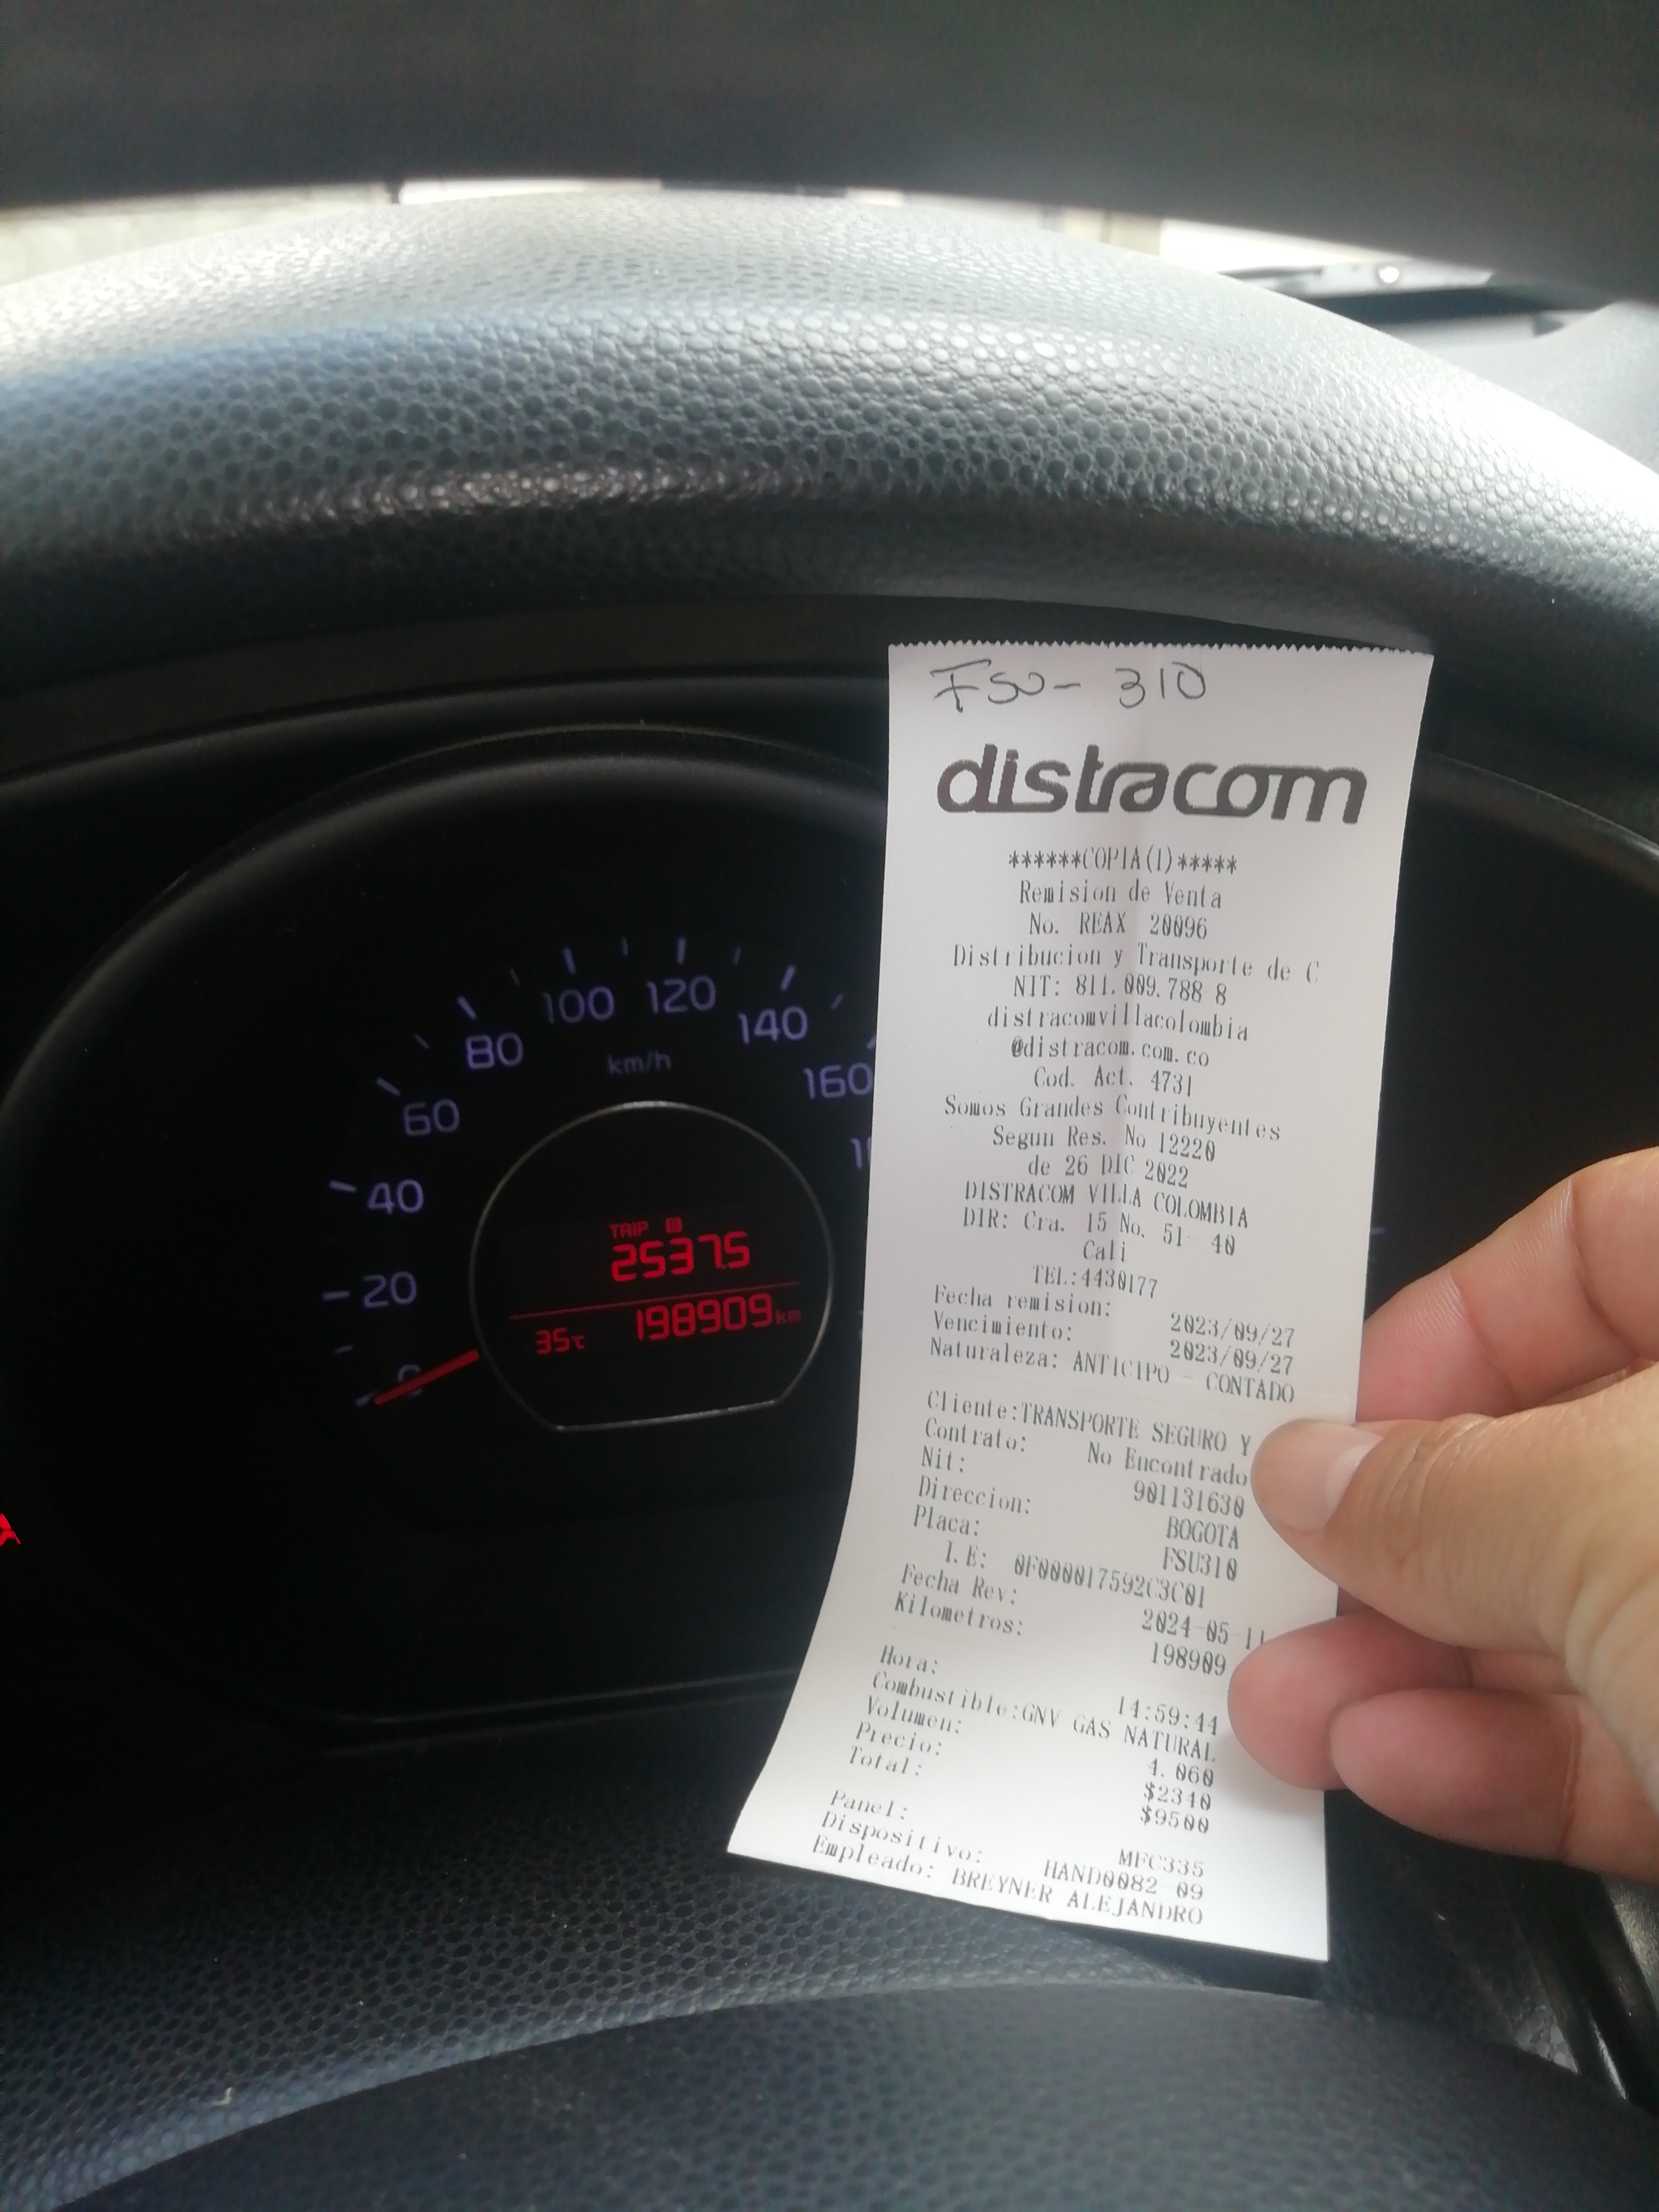 100
120
80
140
km/h
160
60
40
TRIP B
2537.5
20
198909 km
35℃
0
FSU- 310
distracom
******COPIA(1)*****
Remision de Venta
No. REAX 20096
Distribucion y Transporte de C
NIT: 811.009.788 8
distracomvillacolombia
@distracom.com.co
Cod. Act. 4731
Somos Grandes Contribuyentes
Segun Res. No 12220
de 26 DIC 2022
DISTRACOM VILLA COLOMBIA
DIR: Cra. 15 No. 51- 40
Cali
TEL:4430177
Fecha remision: 2023/09/27
Vencimiento: 2023/09/27
Naturaleza: ANTICIPO - CONTADO
Cliente:TRANSPORTE SEGURO Y
Contrato: No Encontrado
Nit: 901131630
Direccion: BOGOTA
Placa: FSU310
I.E: 0F000017592C3C01
Fecha Rev: 2024-05-11
Kilometros: 198909
Hora: 14:59:44
Combustible:GNV GAS NATURAL
Volumen: 4.060
Precio: $2340
Total: $9500
Panel: MFC335
Dispositivo: HAND0082-09
Empleado: BREYNER ALEJANDRO